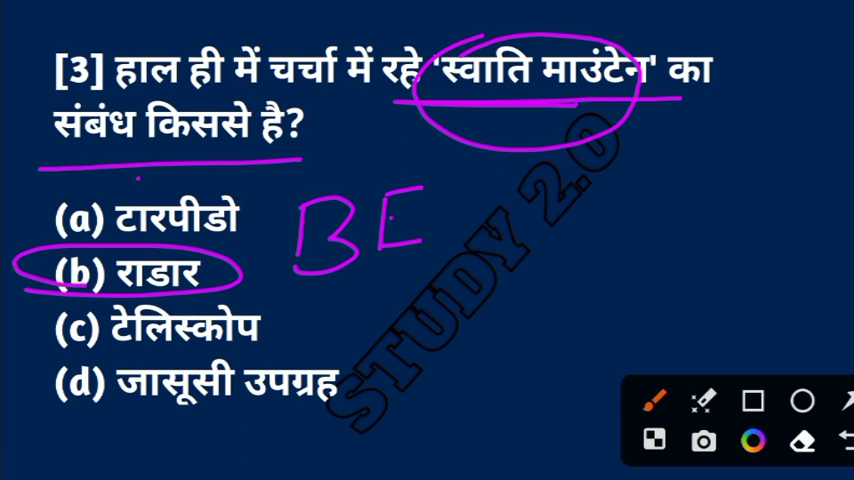 [3] हाल ही में चर्चा में रहे 'स्वाति माउंटेन' का
संबंध किससे है?
(a) टारपीडो
(b) राडार
(c) टेलिस्कोप
(d) जासूसी उपग्रह
BE
STUDY 2.0